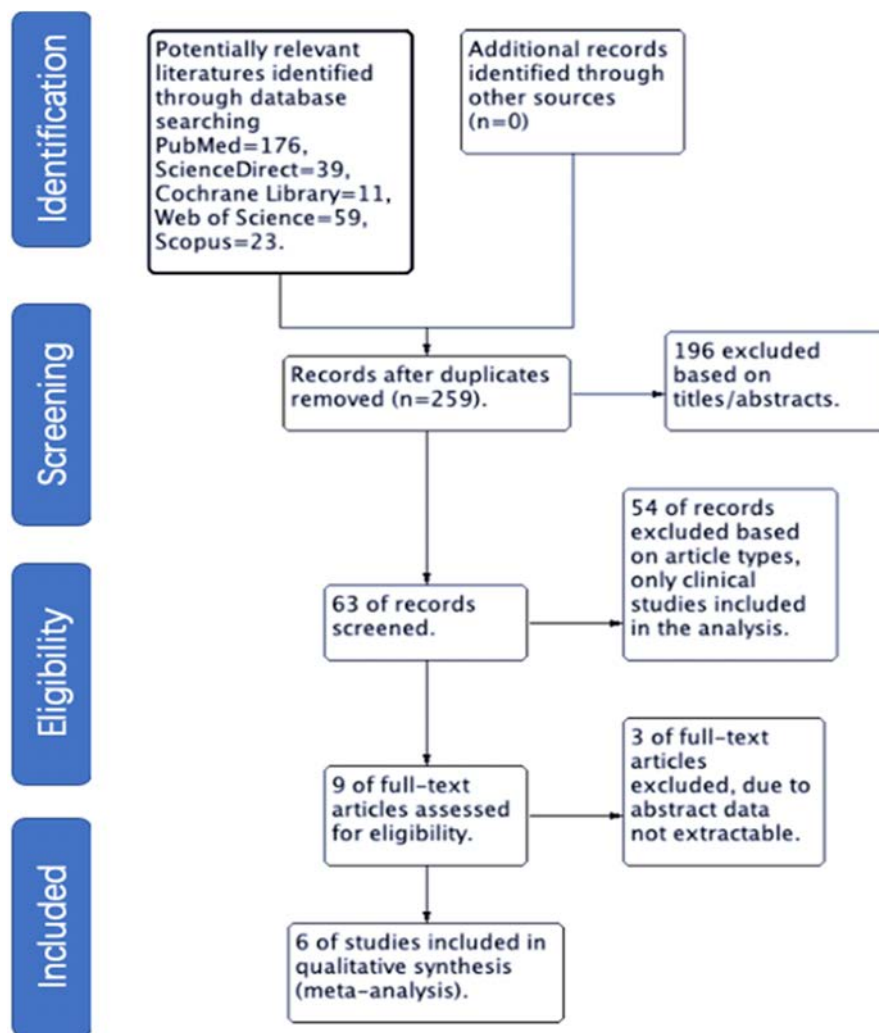 Identification
Potentially relevant
literatures identified
through database
searching
PubMed=176,
ScienceDirect=39,
Cochrane Library=11,
Web of Science=59,
Scopus=23.
Additional records
identified through
other sources
(n=0)
Screening
Records after duplicates
removed (n=259).
196 excluded
based on
titles/abstracts.
54 of records
excluded based
on article types,
only clinical
studies included
in the analysis.
Eligibility
63 of records
screened.
3 of full-text
articles
excluded, due to
abstract data
not extractable.
9 of full-text
articles assessed
for eligibility.
Included
6 of studies included in
qualitative synthesis
(meta-analysis).